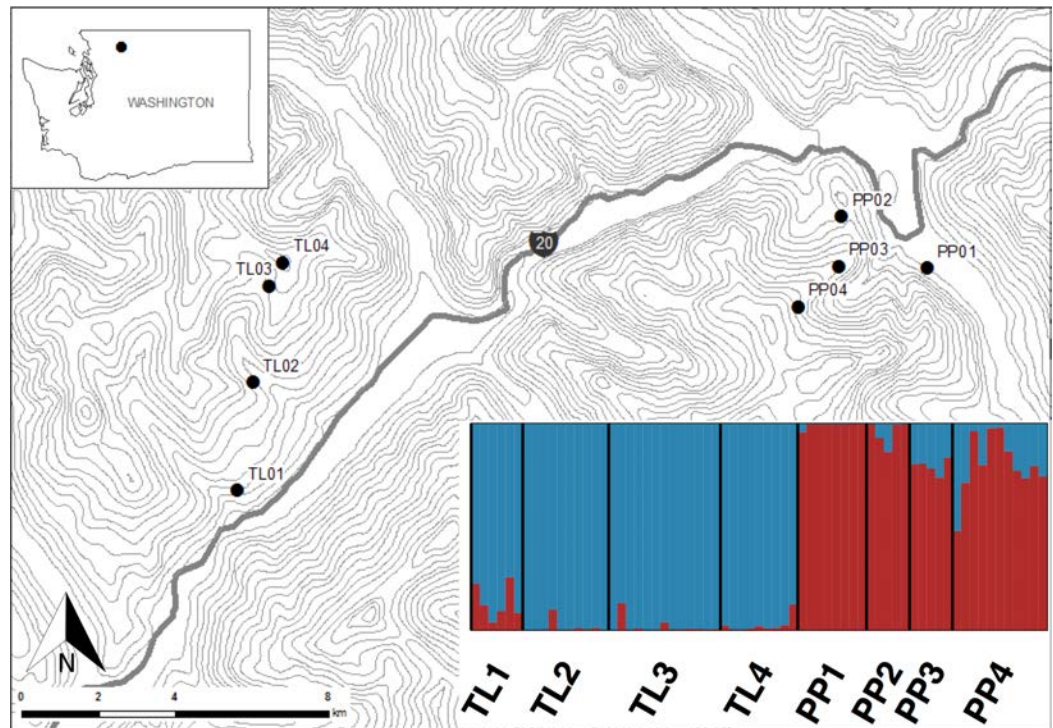 WASHINGTON
PP02
20
TL04
PP03
PP01
TL03
PP04
TL02
TL01
N
0 2 4 8
km
TL1 TL2 TL3 TL4 PP1 PP2 PP3 PP4